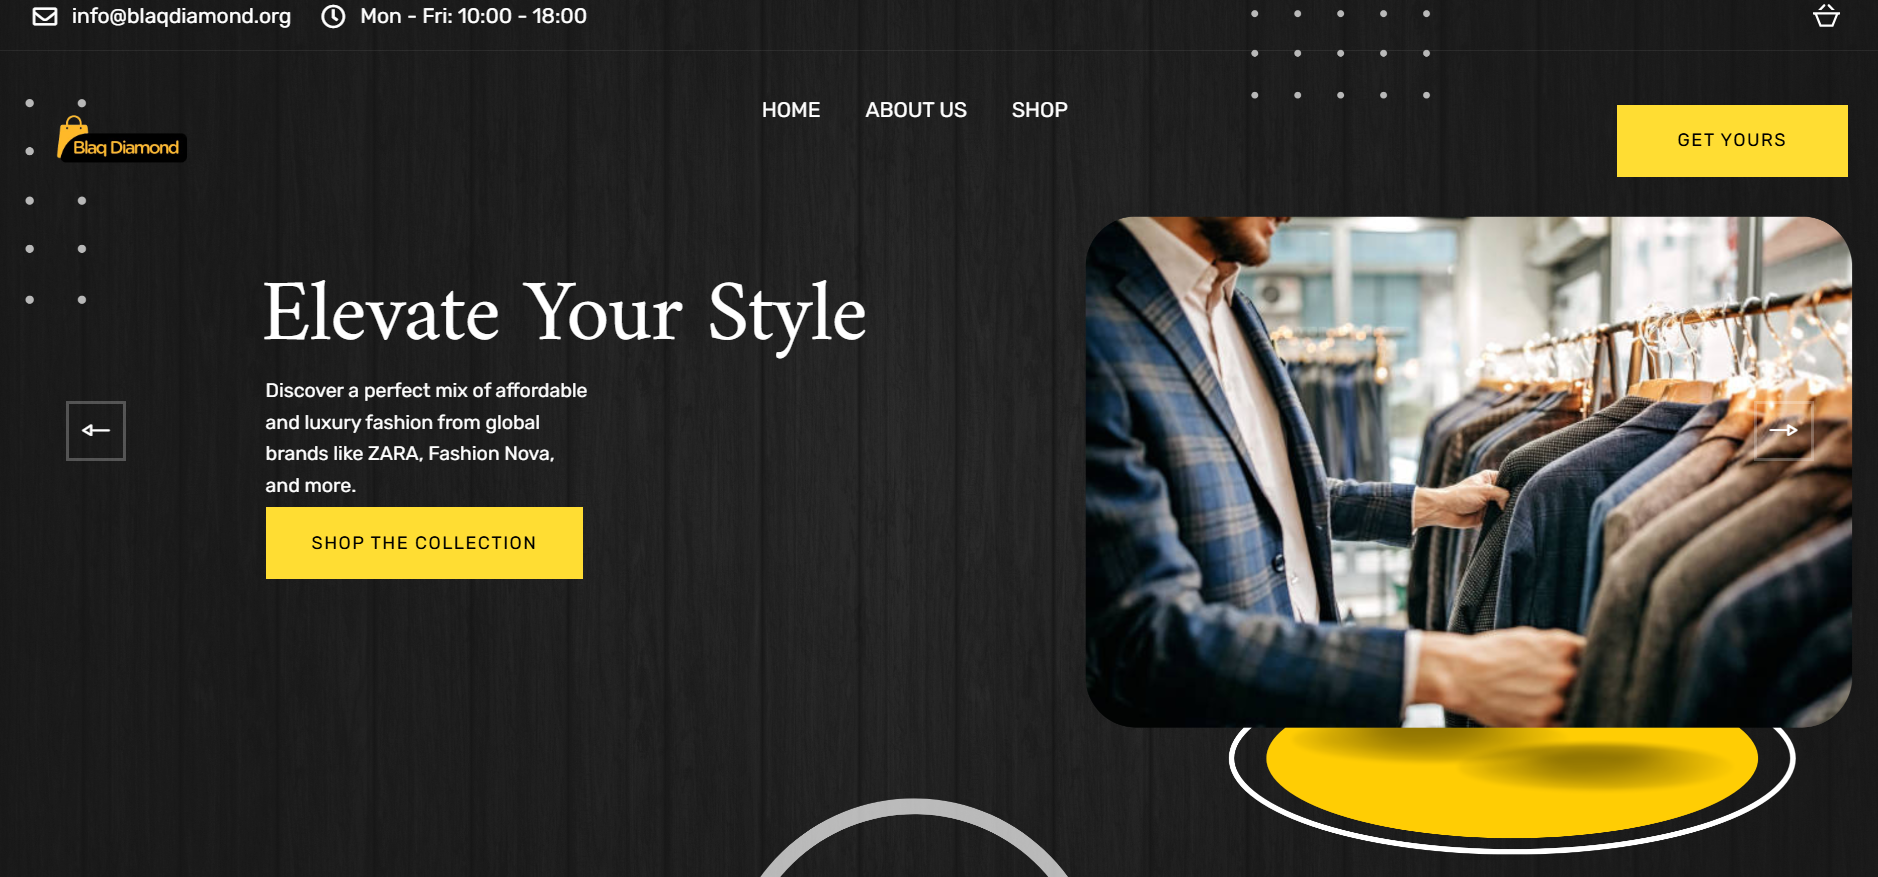 info@blaqdiamond.org
Mon - Fri: 10:00 - 18:00
HOME
ABOUT US
SHOP
Blaq Diamond
GET YOURS
Elevate Your Style
Discover a perfect mix of affordable
and luxury fashion from global
brands like ZARA, Fashion Nova,
and more.
SHOP THE COLLECTION